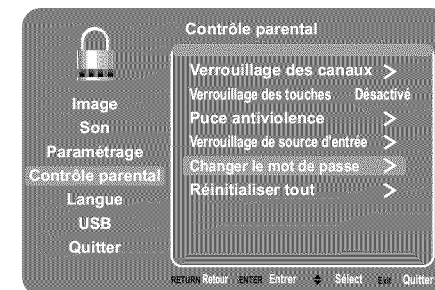 Contrôle parental
Image
Son
Paramétrage
Contrôle parental
Langue
USB
Quitter
Verrouillage des canaux >
Verrouillage des touches Désactivé
Puce antiviolence >
Verrouillage de source d'entrée >
Changer le mot de passe >
Réinitialiser tout >
RETURN Retour ENTER Entrer Sélect Exit Quitter